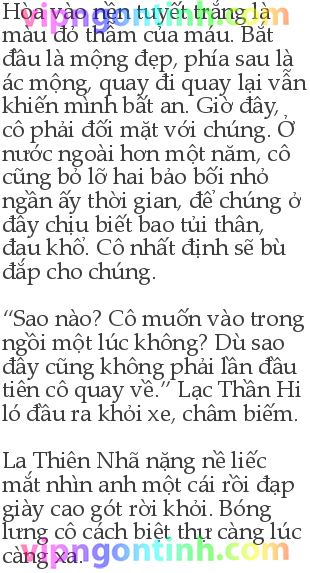 vipngontinh.com
Hòa vào nền tuyết trắng là
màu đỏ thẫm của máu. Bắt
đầu là mộng đẹp, phía sau là
ác mộng, quay đi quay lại vẫn
khiến mình bất an. Giờ đây,
cô phải đối mặt với chúng. Ở
nước ngoài hơn một năm, cô
cũng bỏ lỡ hai bảo bối nhỏ
ngần ấy thời gian, để chúng ở
đây chịu biết bao tủi thân,
đau khổ. Cô nhất định sẽ bù
đắp cho chúng.

“Sao nào? Cô muốn vào trong
ngồi một lúc không? Dù sao
đây cũng không phải lần đầu
tiên cô quay về.” Lạc Thần Hi
ló đầu ra khỏi xe, châm biếm.

La Thiên Nhã nặng nề liếc
mắt nhìn anh một cái rồi đạp
giày cao gót rời khỏi. Bóng
lưng cô cách biệt thự càng lúc
càng xa.
vipngontinh.com